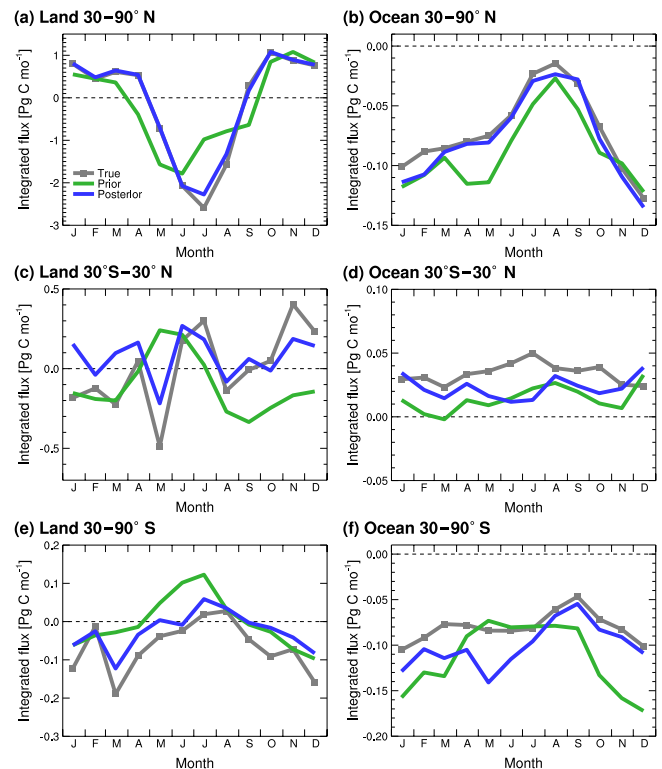 (a) Land 30−90° N
Integrated flux [Pg C mo⁻¹]
1
0
-1
-2
-3
True
Prior
Posterior
J F M A M J J A S O N D
Month
(b) Ocean 30−90° N
Integrated flux [Pg C mo⁻¹]
0.00
-0.05
-0.10
-0.15
J F M A M J J A S O N D
Month
(c) Land 30°S−30° N
Integrated flux [Pg C mo⁻¹]
0.5
0.0
-0.5
J F M A M J J A S O N D
Month
(d) Ocean 30°S−30° N
Integrated flux [Pg C mo⁻¹]
0.10
0.05
0.00
-0.05
J F M A M J J A S O N D
Month
(e) Land 30−90° S
Integrated flux [Pg C mo⁻¹]
0.2
0.1
0.0
-0.1
-0.2
-0.3
J F M A M J J A S O N D
Month
(f) Ocean 30−90° S
Integrated flux [Pg C mo⁻¹]
0.00
-0.05
-0.10
-0.15
-0.20
J F M A M J J A S O N D
Month